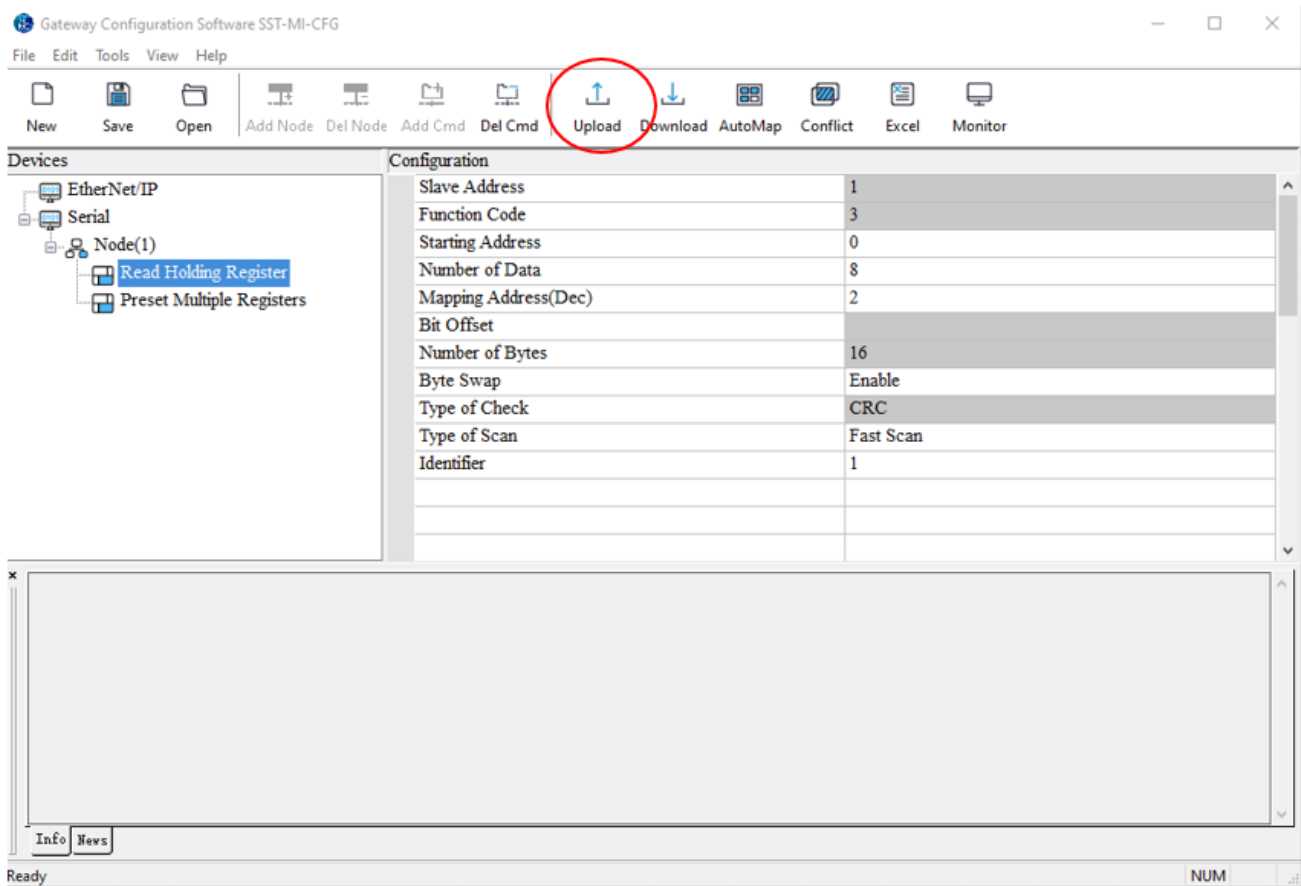 Gateway Configuration Software SST-MI-CFG
File Edit Tools View Help
New Save Open Add Node Del Node Add Cmd Del Cmd Upload Download AutoMap Conflict Excel Monitor
Devices
EtherNet/IP
Serial
Node(1)
Read Holding Register
Preset Multiple Registers
Configuration
Slave Address 1
Function Code 3
Starting Address 0
Number of Data 8
Mapping Address(Dec) 2
Bit Offset
Number of Bytes 16
Byte Swap Enable
Type of Check CRC
Type of Scan Fast Scan
Identifier 1
Info News
Ready NUM